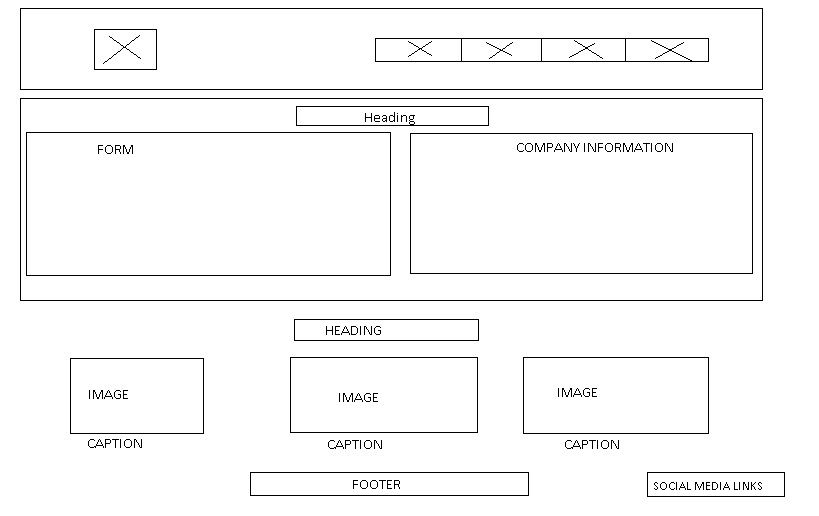 Heading
FORM
COMPANY INFORMATION
HEADING
IMAGE
IMAGE
IMAGE
CAPTION
CAPTION
CAPTION
FOOTER
SOCIAL MEDIA LINKS